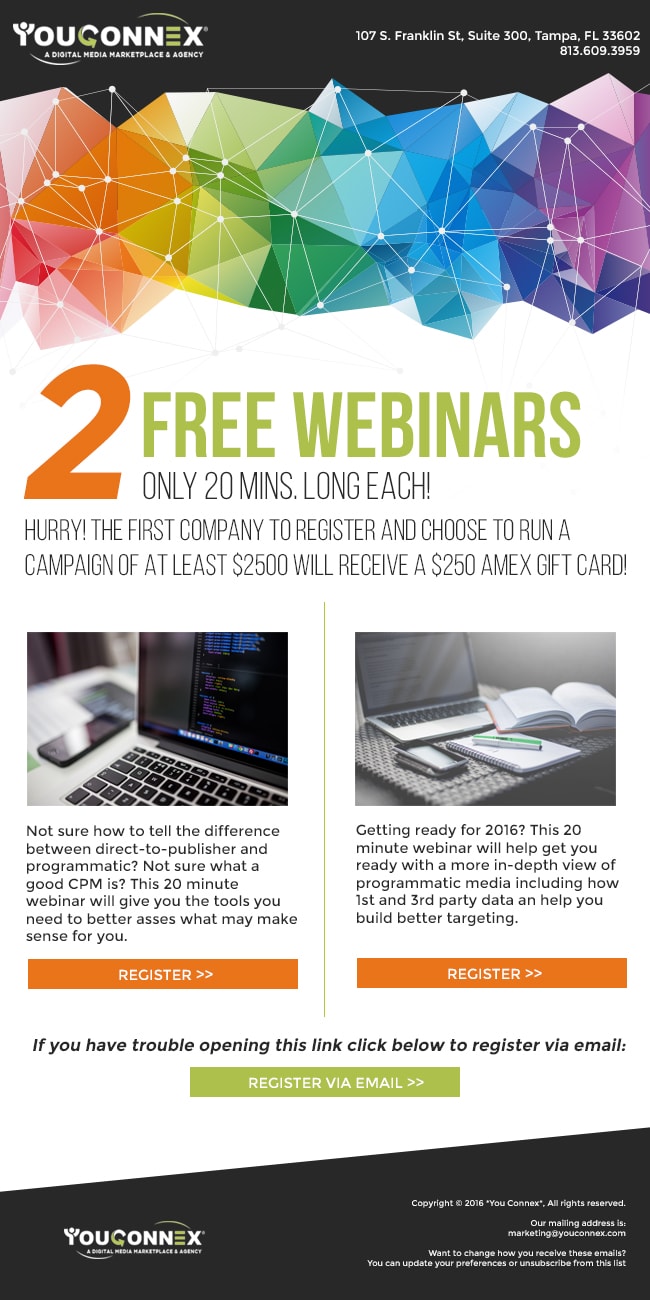 YOUCONNEX®
A DIGITAL MEDIA MARKETPLACE & AGENCY
107 S. Franklin St, Suite 300, Tampa, FL 33602
813.609.3959
2 FREE WEBINARS
ONLY 20 MINS. LONG EACH!
HURRY! THE FIRST COMPANY TO REGISTER AND CHOOSE TO RUN A
CAMPAIGN OF AT LEAST $2500 WILL RECEIVE A $250 AMEX GIFT CARD!
Not sure how to tell the difference
between direct-to-publisher and
programmatic? Not sure what a
good CPM is? This 20 minute
webinar will give you the tools you
need to better asses what may make
sense for you.
REGISTER >>
Getting ready for 2016? This 20
minute webinar will help get you
ready with a more in-depth view of
programmatic media including how
1st and 3rd party data an help you
build better targeting.
REGISTER >>
If you have trouble opening this link click below to register via email:
REGISTER VIA EMAIL >>
YOUCONNEX®
A DIGITAL MEDIA MARKETPLACE & AGENCY
Copyright © 2016 *You Connex*, All rights reserved.
Our mailing address is:
marketing@youconnex.com
Want to change how you receive these emails?
You can update your preferences or unsubscribe from this list